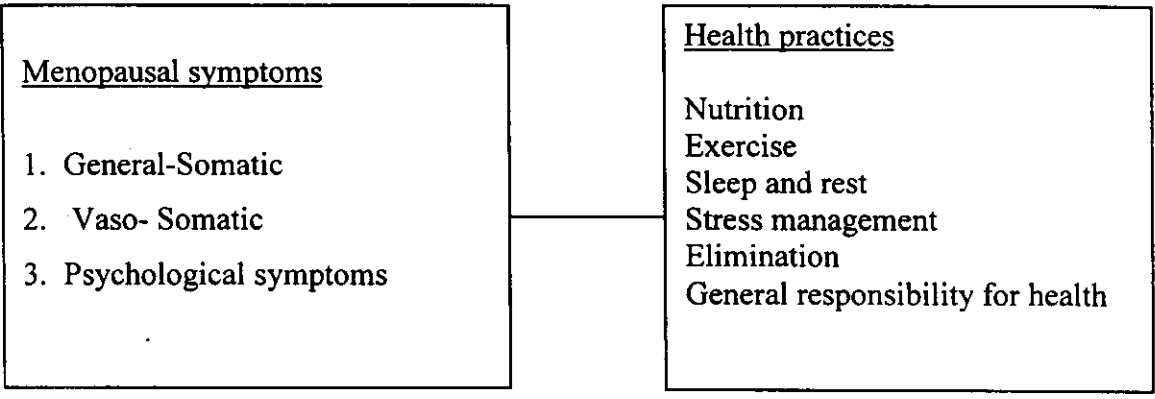 Menopausal symptoms
1. General-Somatic
2. Vaso- Somatic
3. Psychological symptoms
Health practices
Nutrition
Exercise
Sleep and rest
Stress management
Elimination
General responsibility for health